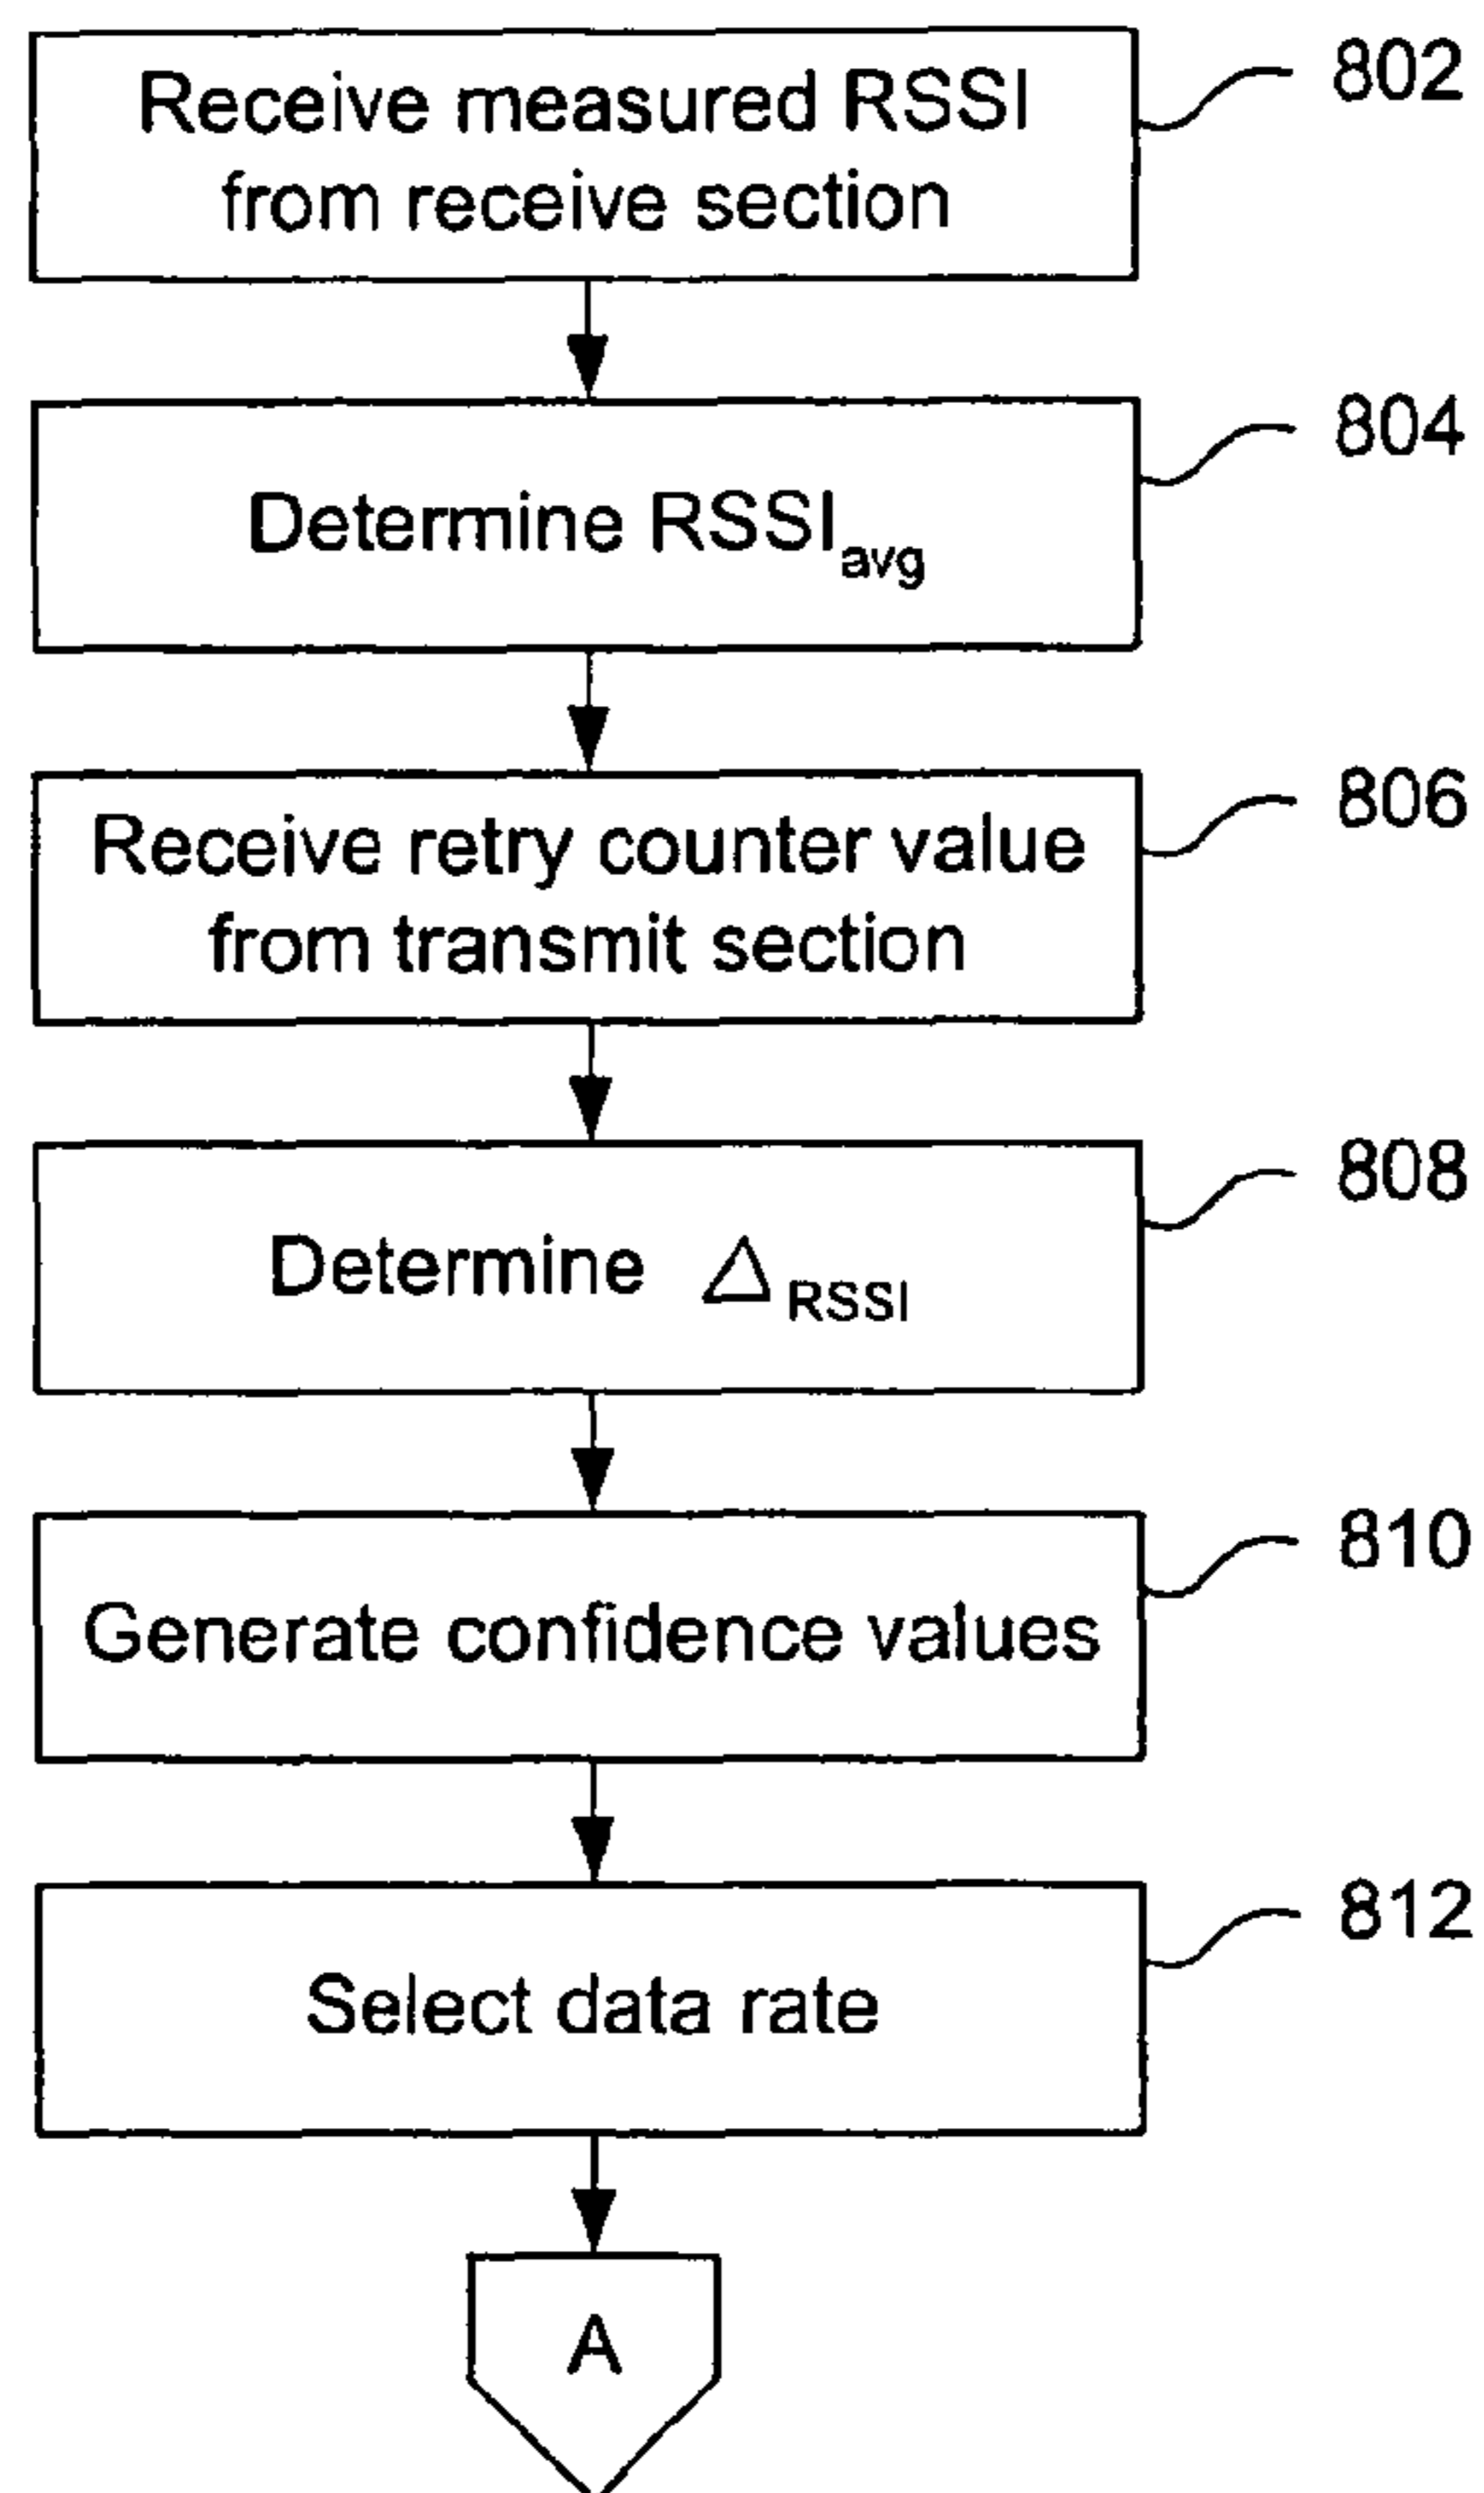 Receive measured RSSI
from receive section
802
Determine RSSIavg
804
Receive retry counter value
from transmit section
806
Determine △RSSI
808
Generate confidence values
810
Select data rate
812
A